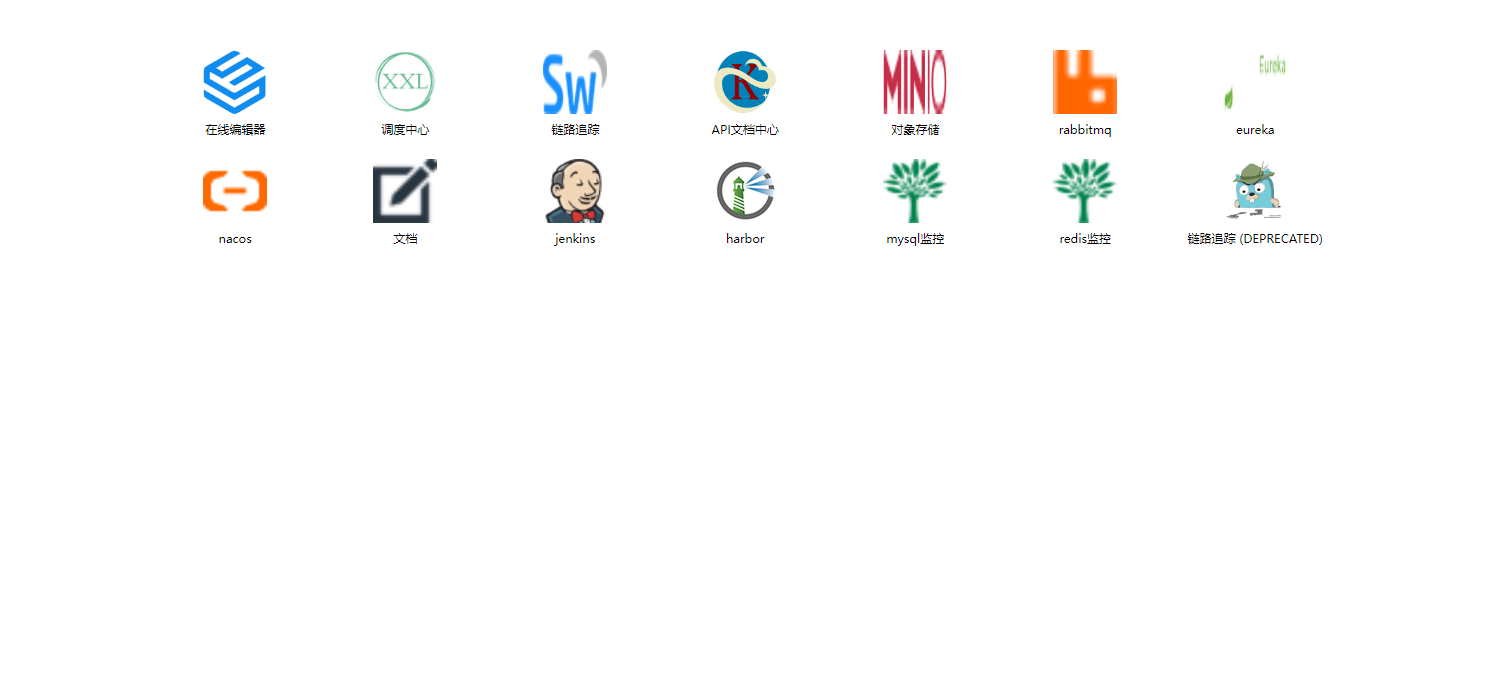 XXL
Sw
K
MINIO
Eureka
在线编辑器
调度中心
链路追踪
API文档中心
对象存储
rabbitmq
eureka
nacos
文档
jenkins
harbor
mysql监控
redis监控
链路追踪 (DEPRECATED)